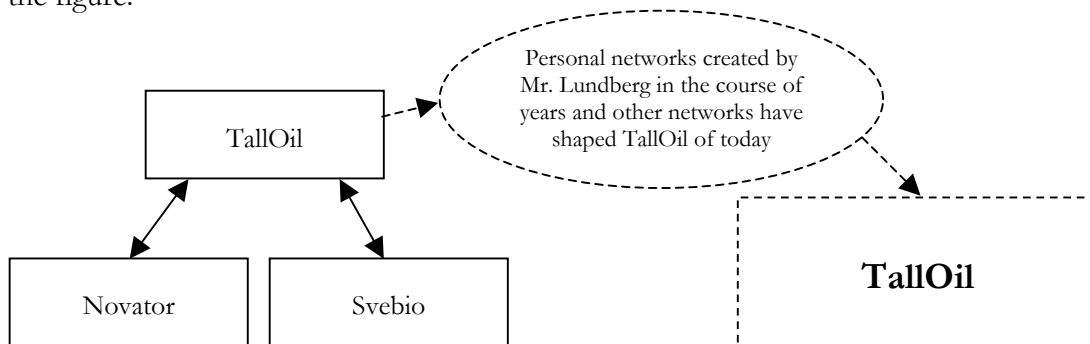 the figure.
Personal networks created by
Mr. Lundberg in the course of
years and other networks have
shaped TallOil of today
TallOil
TallOil
Novator
Svebio